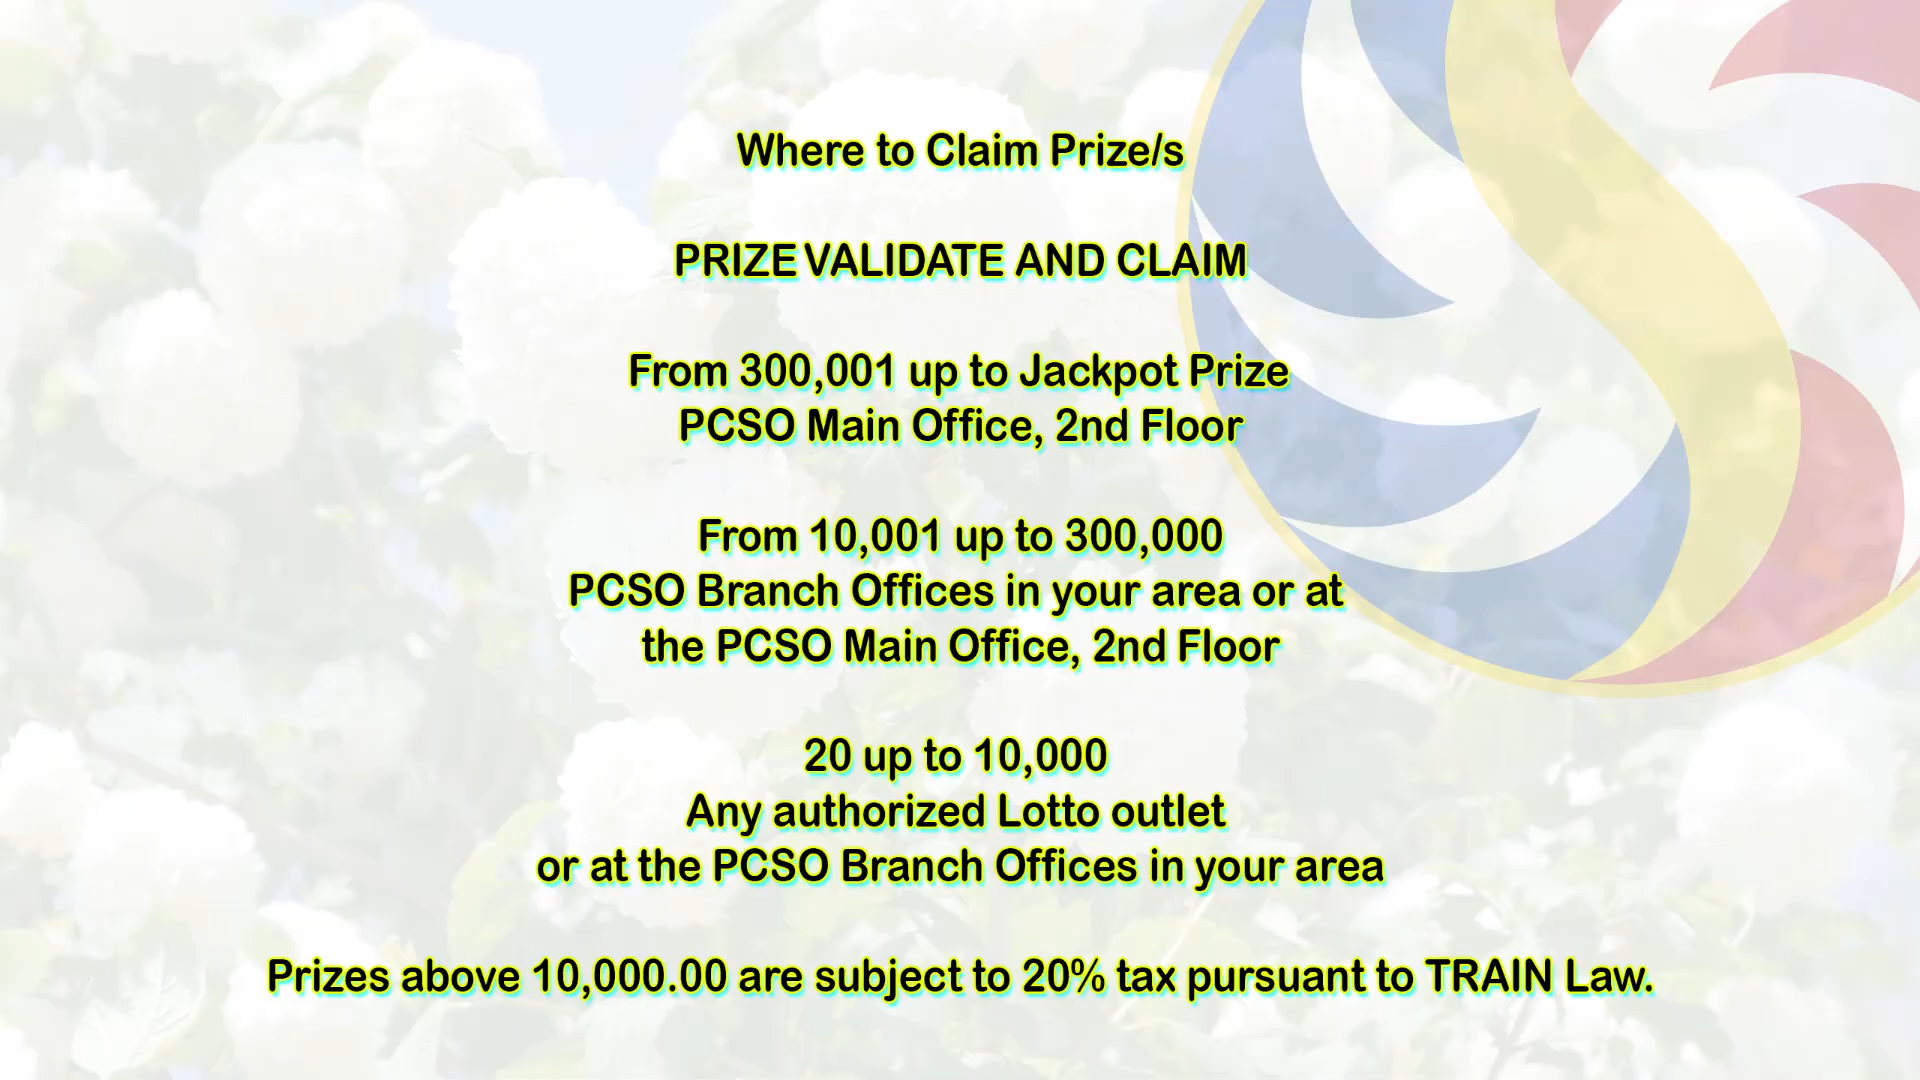 Where to Claim Prize/s
PRIZE VALIDATE AND CLAIM
From 300,001 up to Jackpot Prize
PCSO Main Office, 2nd Floor
From 10,001 up to 300,000
PCSO Branch Offices in your area or at
the PCSO Main Office, 2nd Floor
20 up to 10,000
Any authorized Lotto outlet
or at the PCSO Branch Offices in your area
Prizes above 10,000.00 are subject to 20% tax pursuant to TRAIN Law.